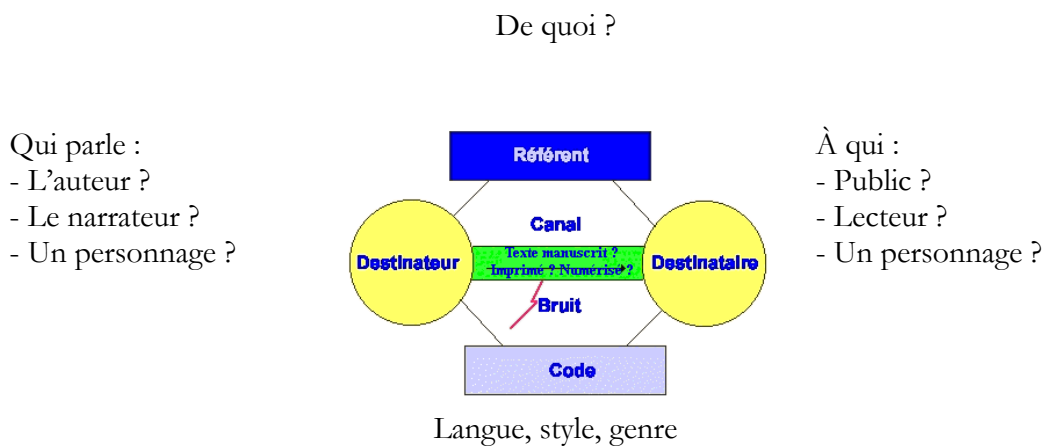 De quoi ?
Qui parle :
- L’auteur ?
- Le narrateur ?
- Un personnage ?
Référent
Canal
Destinateur
Texte manuscrit ?
Imprimé ? Numérisé ?
Destinataire
Bruit
Code
Langue, style, genre
À qui :
- Public ?
- Lecteur ?
- Un personnage ?